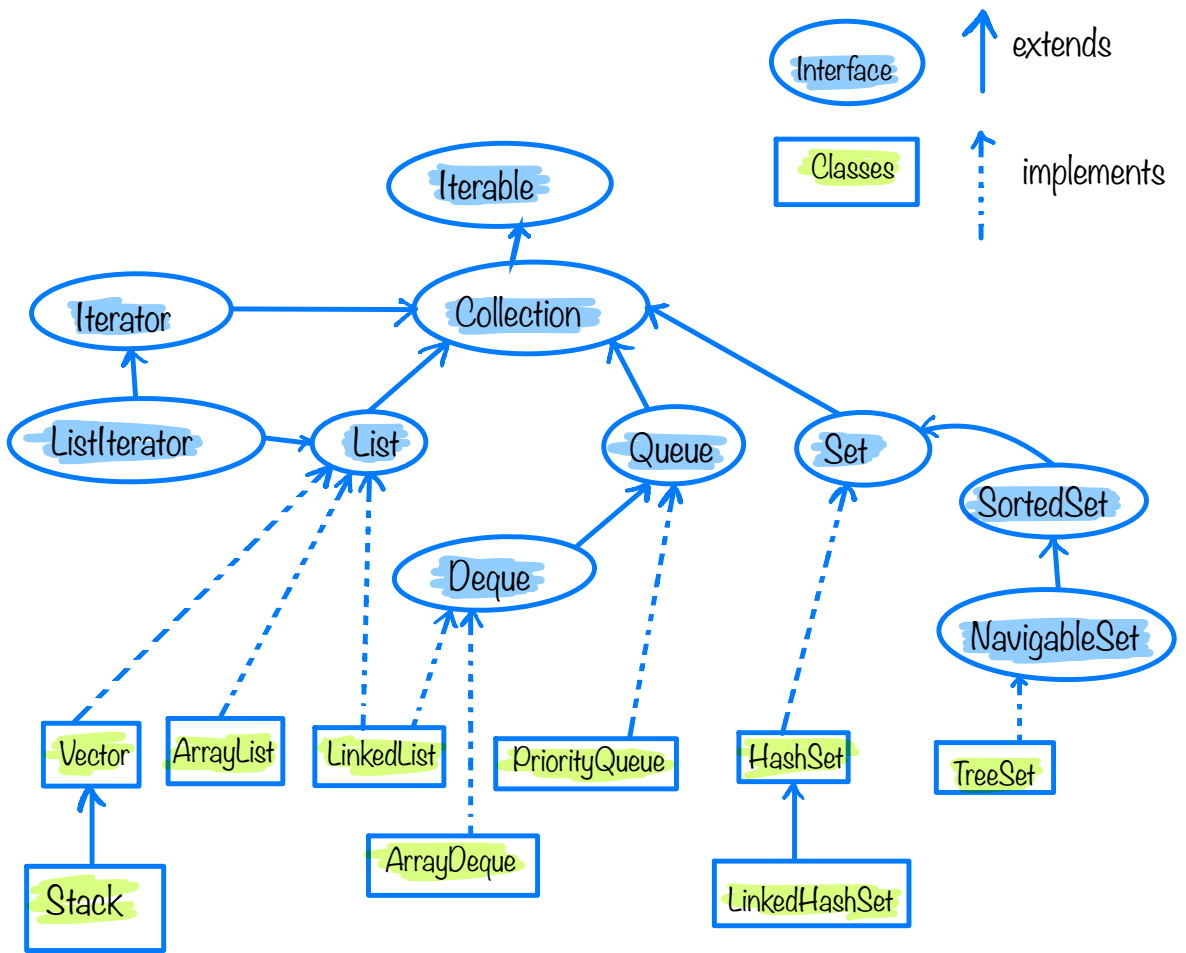 Interface
extends
Classes
implements
Iterable
Iterator
Collection
ListIterator
List
Queue
Set
SortedSet
Deque
NavigableSet
Vector
ArrayList
LinkedList
PriorityQueue
HashSet
TreeSet
ArrayDeque
Stack
LinkedHashSet